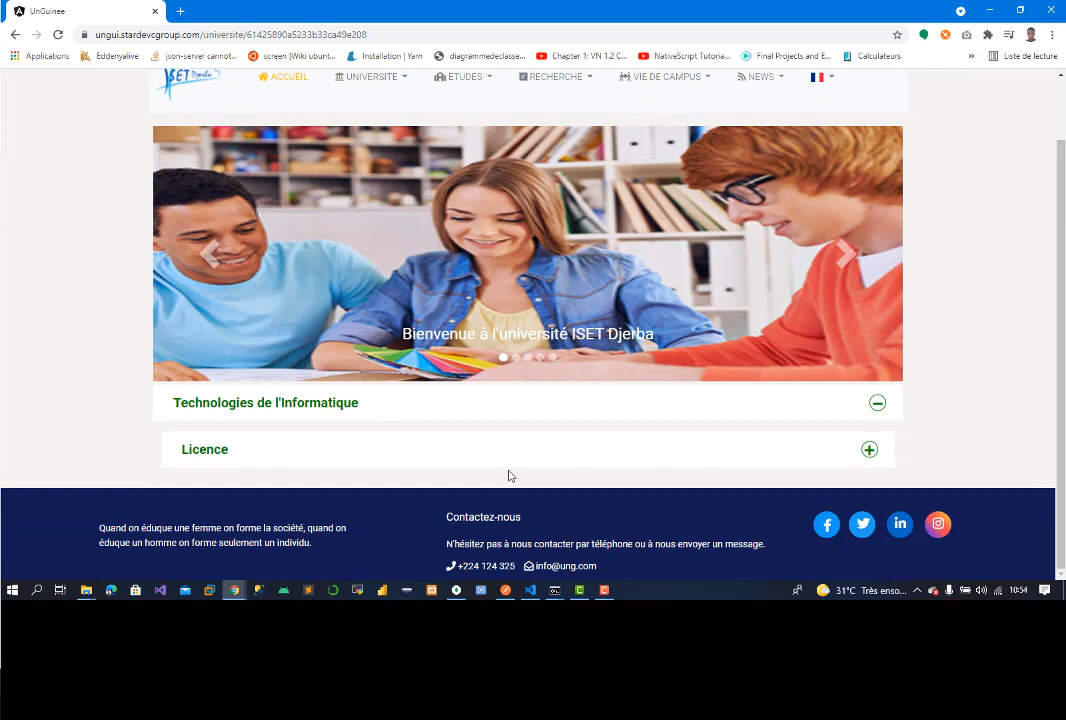 UnGuinee
ungui.stardevcgroup.com/universite/61425890a5233b33ca49e208
Applications Eddenyalive json-server cannot... screen [Wiki ubunt... Installation | Yarn diagrammedeclasse... Chapter 1: VN 1.2 C... NativeScript Tutoria... Final Projects and E... Calculateurs » Liste de lecture
ISET Djerba ACCUEIL UNIVERSITE ETUDES RECHERCHE VIE DE CAMPUS NEWS
Bienvenue à l'université ISET Djerba
Technologies de l'Informatique
Licence
Quand on éduque une femme on forme la société, quand on
éduque un homme on forme seulement un individu.
Contactez-nous
N'hésitez pas à nous contacter par téléphone ou à nous envoyer un message.
+224 124 325 info@ung.com
31°C Très enso... 10:54